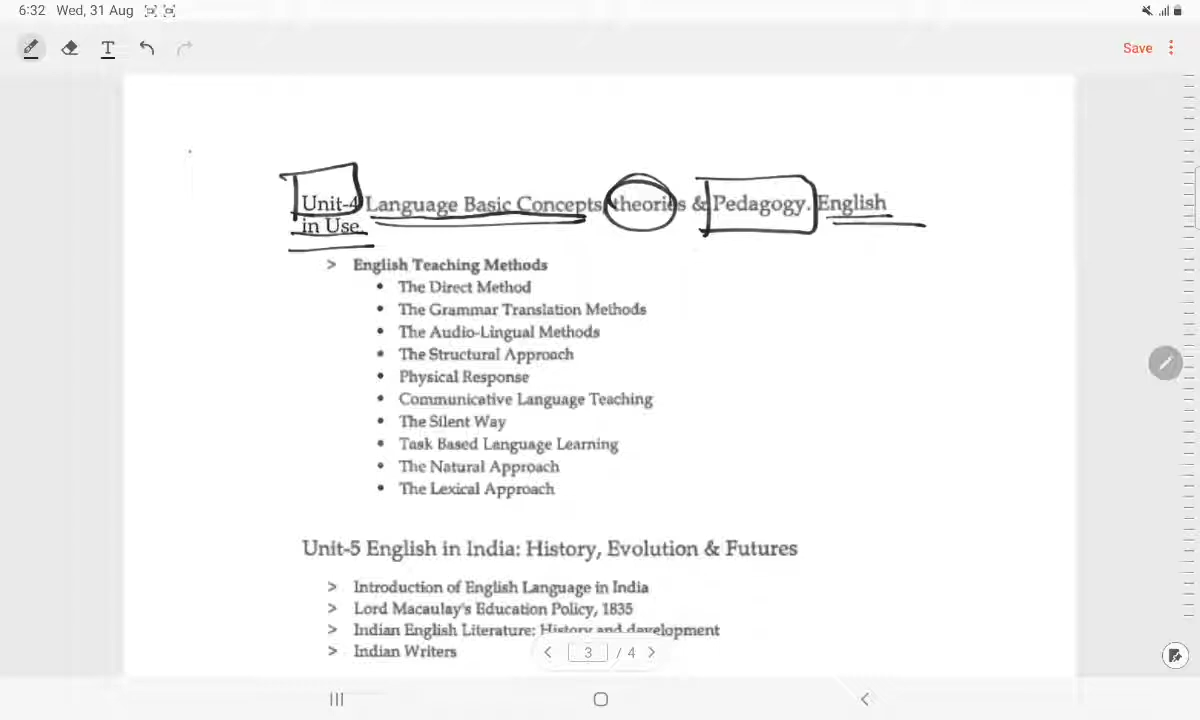 6:32 Wed, 31 Aug
T Save
Unit-4 Language Basic Concepts, theories & Pedagogy. English
in Use.
> English Teaching Methods
• The Direct Method
• The Grammar Translation Methods
• The Audio-Lingual Methods
• The Structural Approach
• Physical Response
• Communicative Language Teaching
• The Silent Way
• Task Based Language Learning
• The Natural Approach
• The Lexical Approach
Unit-5 English in India: History, Evolution & Futures
> Introduction of English Language in India
> Lord Macaulay's Education Policy, 1835
> Indian English Literature: History and development
> Indian Writers
< 3 / 4 >